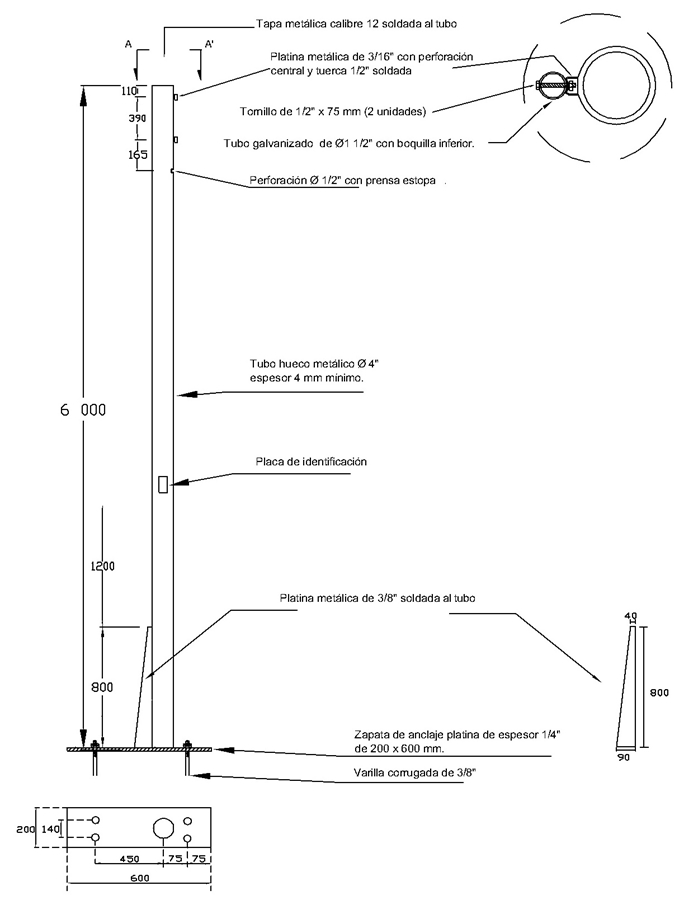 Tapa metálica calibre 12 soldada al tubo
A A'
Platina metálica de 3/16" con perforación
central y tuerca 1/2" soldada
110
Tornillo de 1/2" x 75 mm (2 unidades)
390
Tubo galvanizado de Ø1 1/2" con boquilla inferior.
165
Perforación Ø 1/2" con prensa estopa .
Tubo hueco metálico Ø 4"
espesor 4 mm mínimo.
6 000
Placa de identificación
1200
Platina metálica de 3/8" soldada al tubo
40
800
800
Zapata de anclaje platina de espesor 1/4"
de 200 x 600 mm.
90
Varilla corrugada de 3/8"
200 140
450 75 75
600